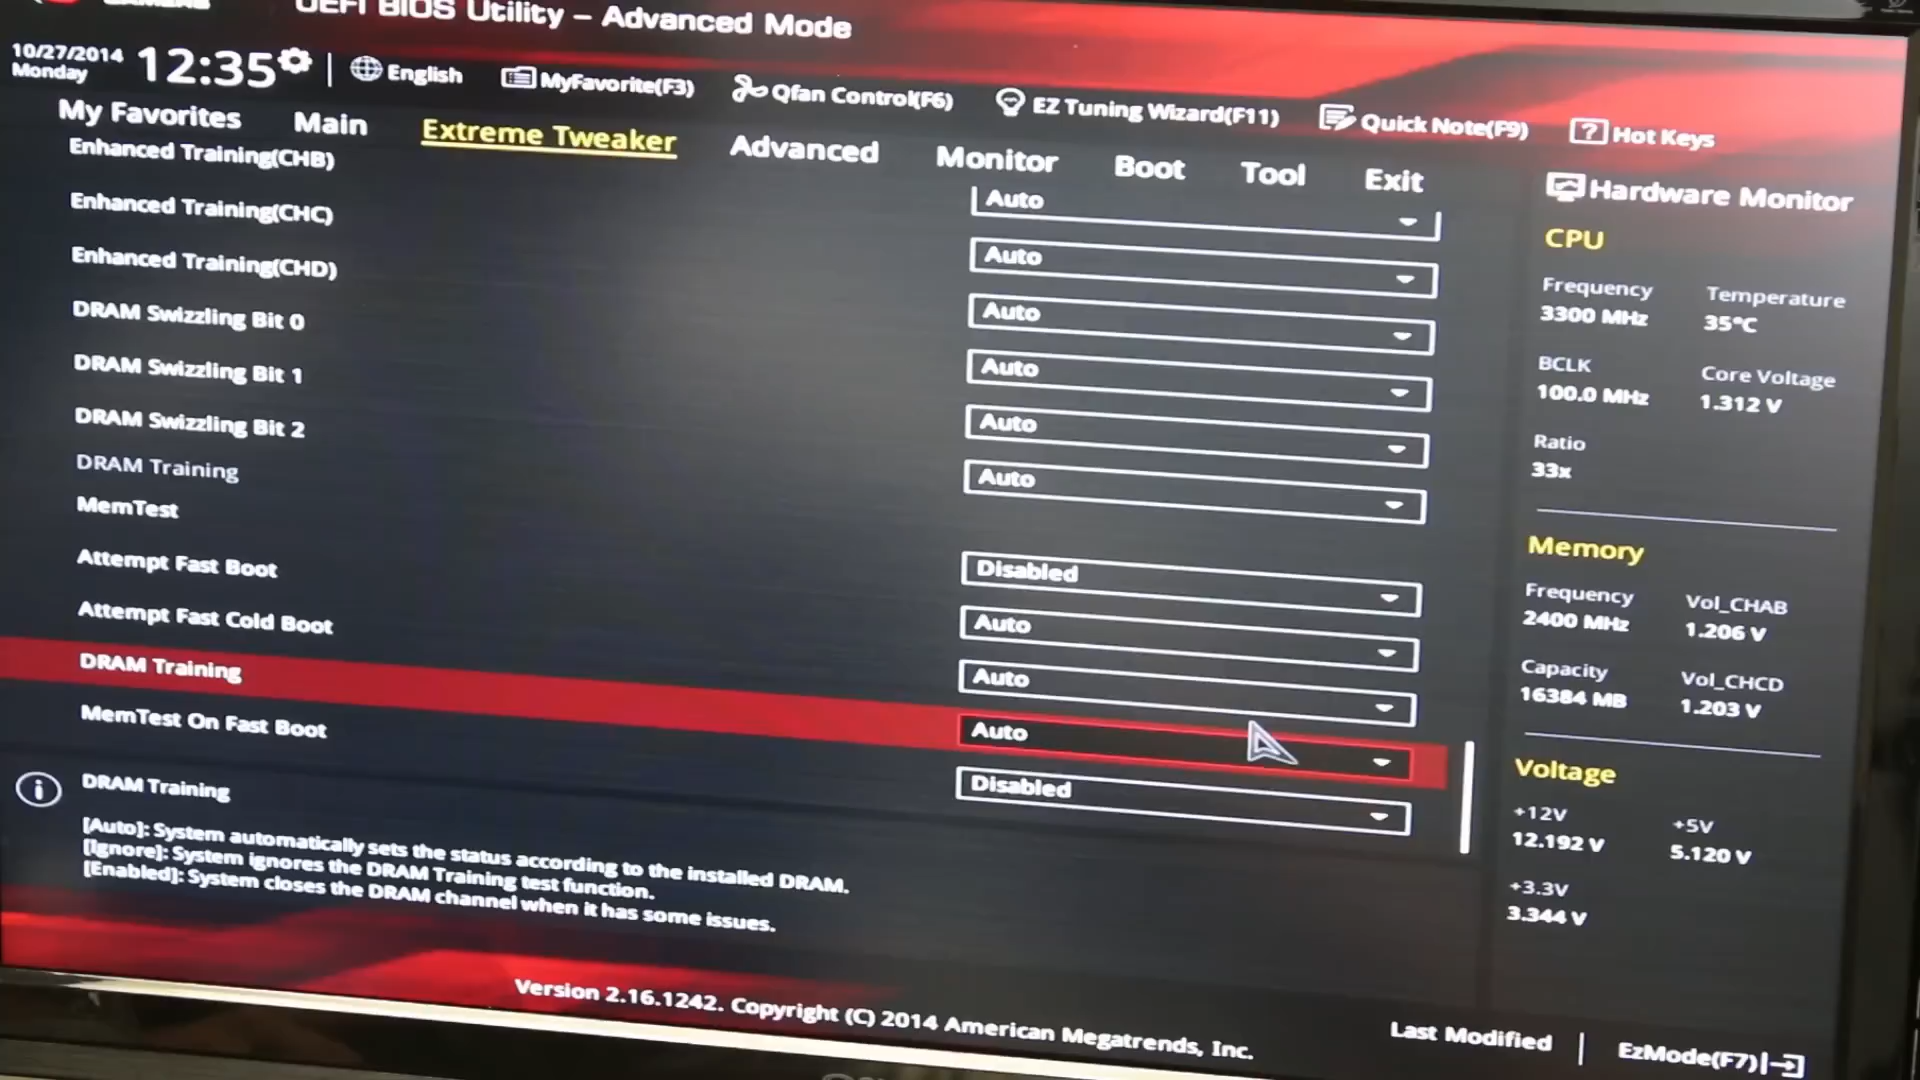 UEFI BIOS Utility – Advanced Mode
10/27/2014
Monday
12:35
English
MyFavorite(F3)
Qfan Control(F6)
EZ Tuning Wizard(F11)
Quick Note(F9)
? Hot Keys
My Favorites
Main
Extreme Tweaker
Advanced
Monitor
Boot
Tool
Exit
Enhanced Training(CHB)
Auto
Enhanced Training(CHC)
Auto
Enhanced Training(CHD)
Auto
DRAM Swizzling Bit 0
Auto
DRAM Swizzling Bit 1
Auto
DRAM Swizzling Bit 2
Auto
DRAM Training
MemTest
Disabled
Attempt Fast Boot
Auto
Attempt Fast Cold Boot
Auto
DRAM Training
Auto
MemTest On Fast Boot
Disabled
DRAM Training
[Auto]: System automatically sets the status according to the installed DRAM.
[Ignore]: System ignores the DRAM Training test function.
[Enabled]: System closes the DRAM channel when it has some issues.
Hardware Monitor
CPU
Frequency
3300 MHz
Temperature
35°C
BCLK
100.0 MHz
Core Voltage
1.312 V
Ratio
33x
Memory
Frequency
2400 MHz
Vol_CHAB
1.206 V
Capacity
16384 MB
Vol_CHCD
1.203 V
Voltage
+12V
12.192 V
+5V
5.120 V
+3.3V
3.344 V
Version 2.16.1242. Copyright (C) 2014 American Megatrends, Inc.
Last Modified
EzMode(F7)